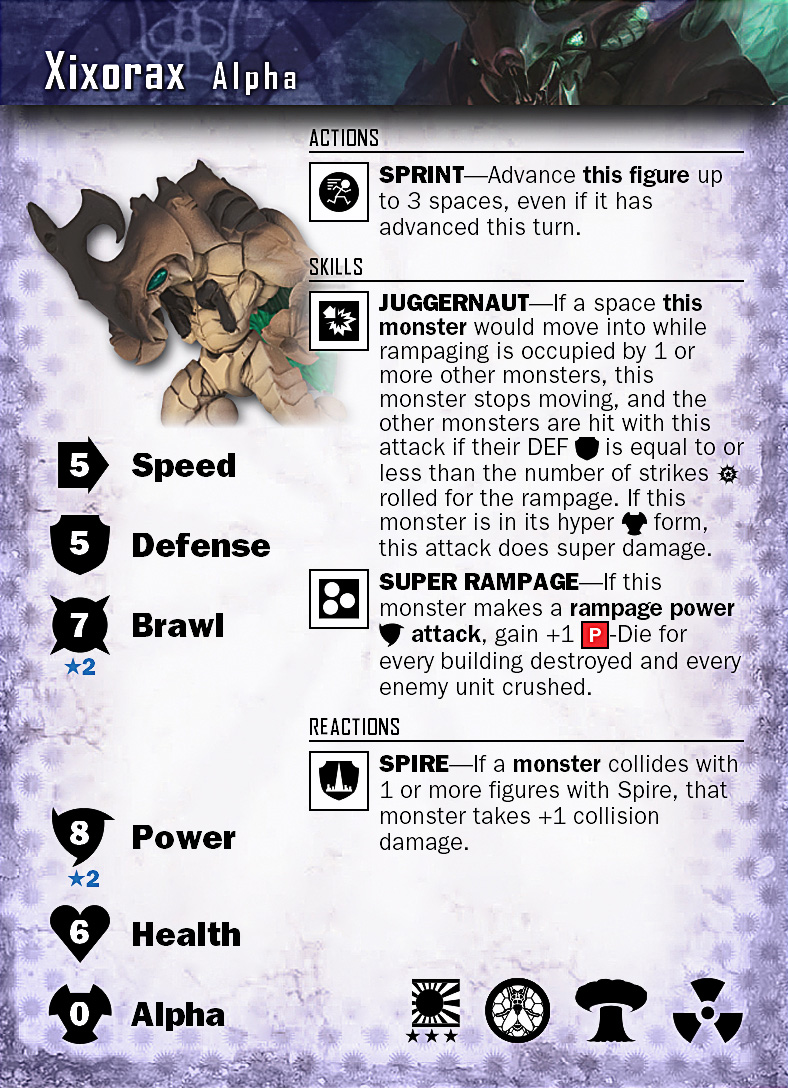 Xixorax Alpha
ACTIONS
SPRINT—Advance this figure up
to 3 spaces, even if it has
advanced this turn.
SKILLS
JUGGERNAUT—If a space this
monster would move into while
rampaging is occupied by 1 or
more other monsters, this
monster stops moving, and the
other monsters are hit with this
attack if their DEF is equal to or
less than the number of strikes
rolled for the rampage. If this
monster is in its hyper form,
this attack does super damage.
SUPER RAMPAGE—If this
monster makes a rampage power
attack, gain +1 P-Die for
every building destroyed and every
enemy unit crushed.
REACTIONS
SPIRE—If a monster collides with
1 or more figures with Spire, that
monster takes +1 collision
damage.
5 Speed
5 Defense
7 Brawl
★2
8 Power
★2
6 Health
0 Alpha
★★★